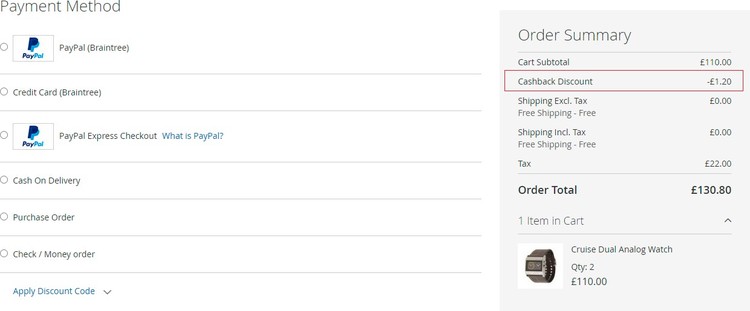 Payment Method
PayPal PayPal (Braintree)
Credit Card (Braintree)
PayPal PayPal Express Checkout What is PayPal?
Cash On Delivery
Purchase Order
Check / Money order
Apply Discount Code
Order Summary
Cart Subtotal £110.00
Cashback Discount -£1.20
Shipping Excl. Tax £0.00
Free Shipping - Free
Shipping Incl. Tax £0.00
Free Shipping - Free
Tax £22.00
Order Total £130.80
1 Item in Cart
Cruise Dual Analog Watch
Qty: 2
£110.00